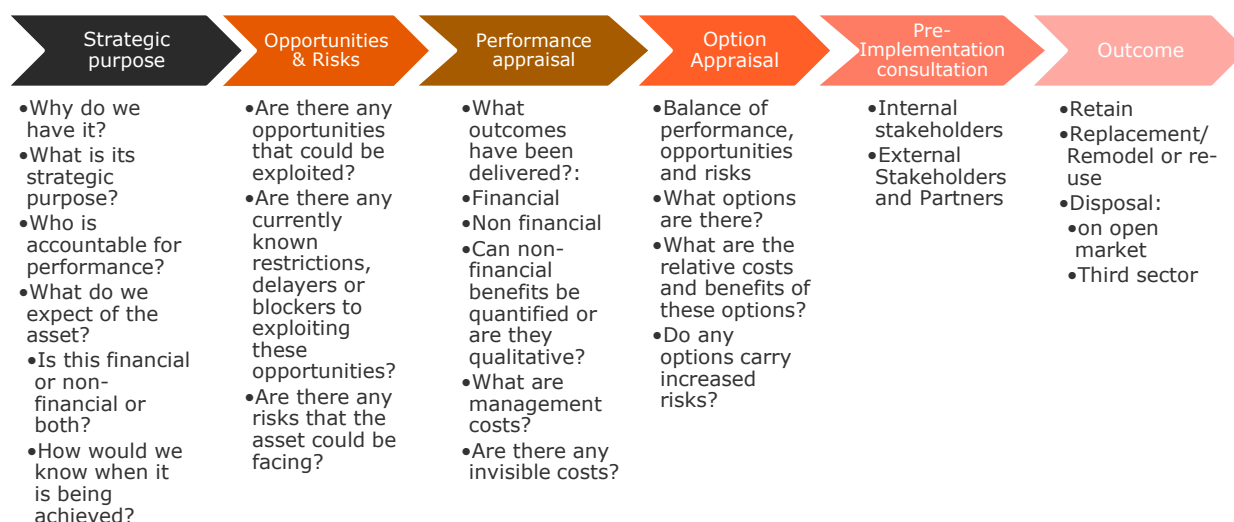 Strategic
purpose
•Why do we
have it?
•What is its
strategic
purpose?
•Who is
accountable for
performance?
•What do we
expect of the
asset?
•Is this financial
or non-
financial or
both?
•How would we
know when it
is being
achieved?
Opportunities
& Risks
•Are there any
opportunities
that could be
exploited?
•Are there any
currently
known
restrictions,
delayers or
blockers to
exploiting
these
opportunities?
•Are there any
risks that the
asset could be
facing?
Performance
appraisal
•What
outcomes
have been
delivered?:
•Financial
•Non financial
•Can non-
financial
benefits be
quantified or
are they
qualitative?
•What are
management
costs?
•Are there any
invisible costs?
Option
Appraisal
•Balance of
performance,
opportunities
and risks
•What options
are there?
•What are the
relative costs
and benefits of
these options?
•Do any
options carry
increased
risks?
Pre-
Implementation
consultation
•Internal
stakeholders
•External
Stakeholders
and Partners
Outcome
•Retain
•Replacement/
Remodel or re-
use
•Disposal:
•on open
market
•Third sector